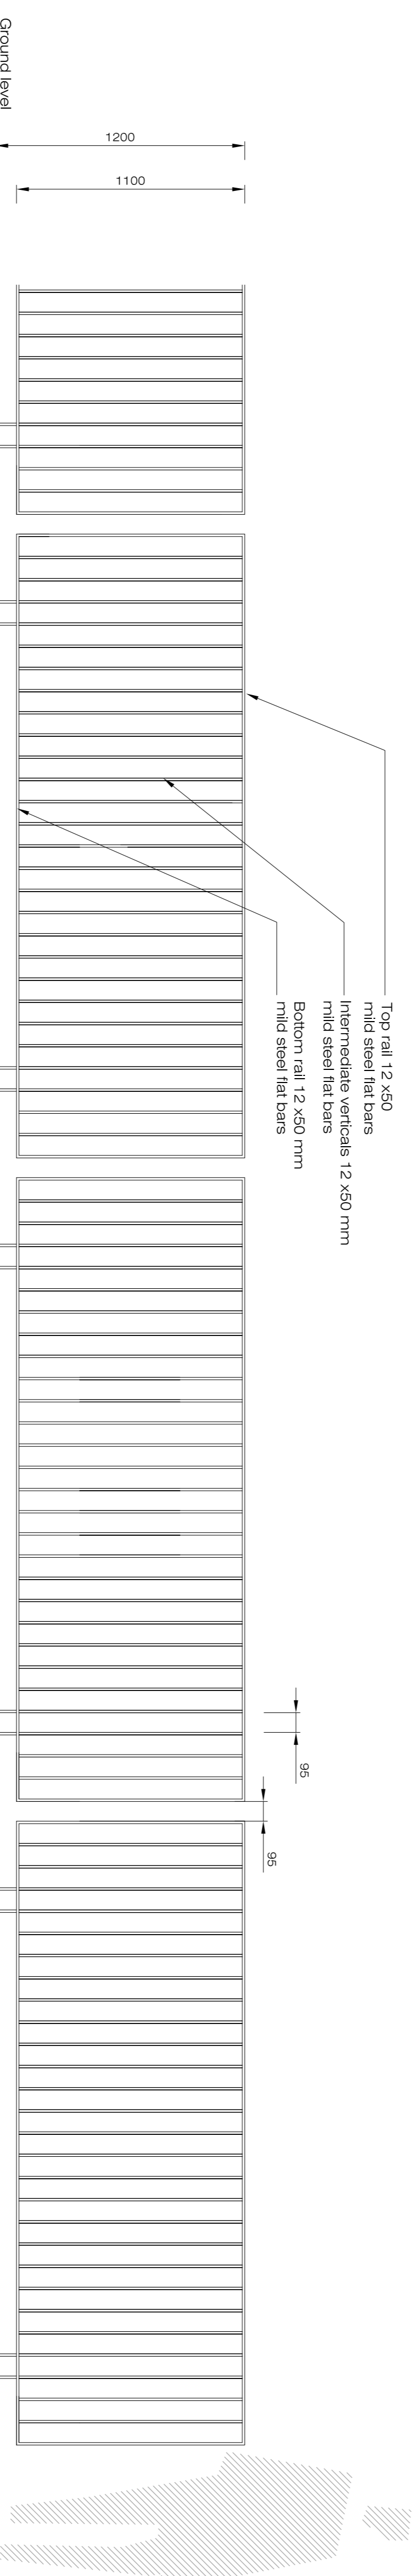 Ground level
1200
1100
Top rail 12 x50
mild steel flat bars
Intermediate verticals 12 x50 mm
mild steel flat bars
Bottom rail 12 x50 mm
mild steel flat bars
95
95